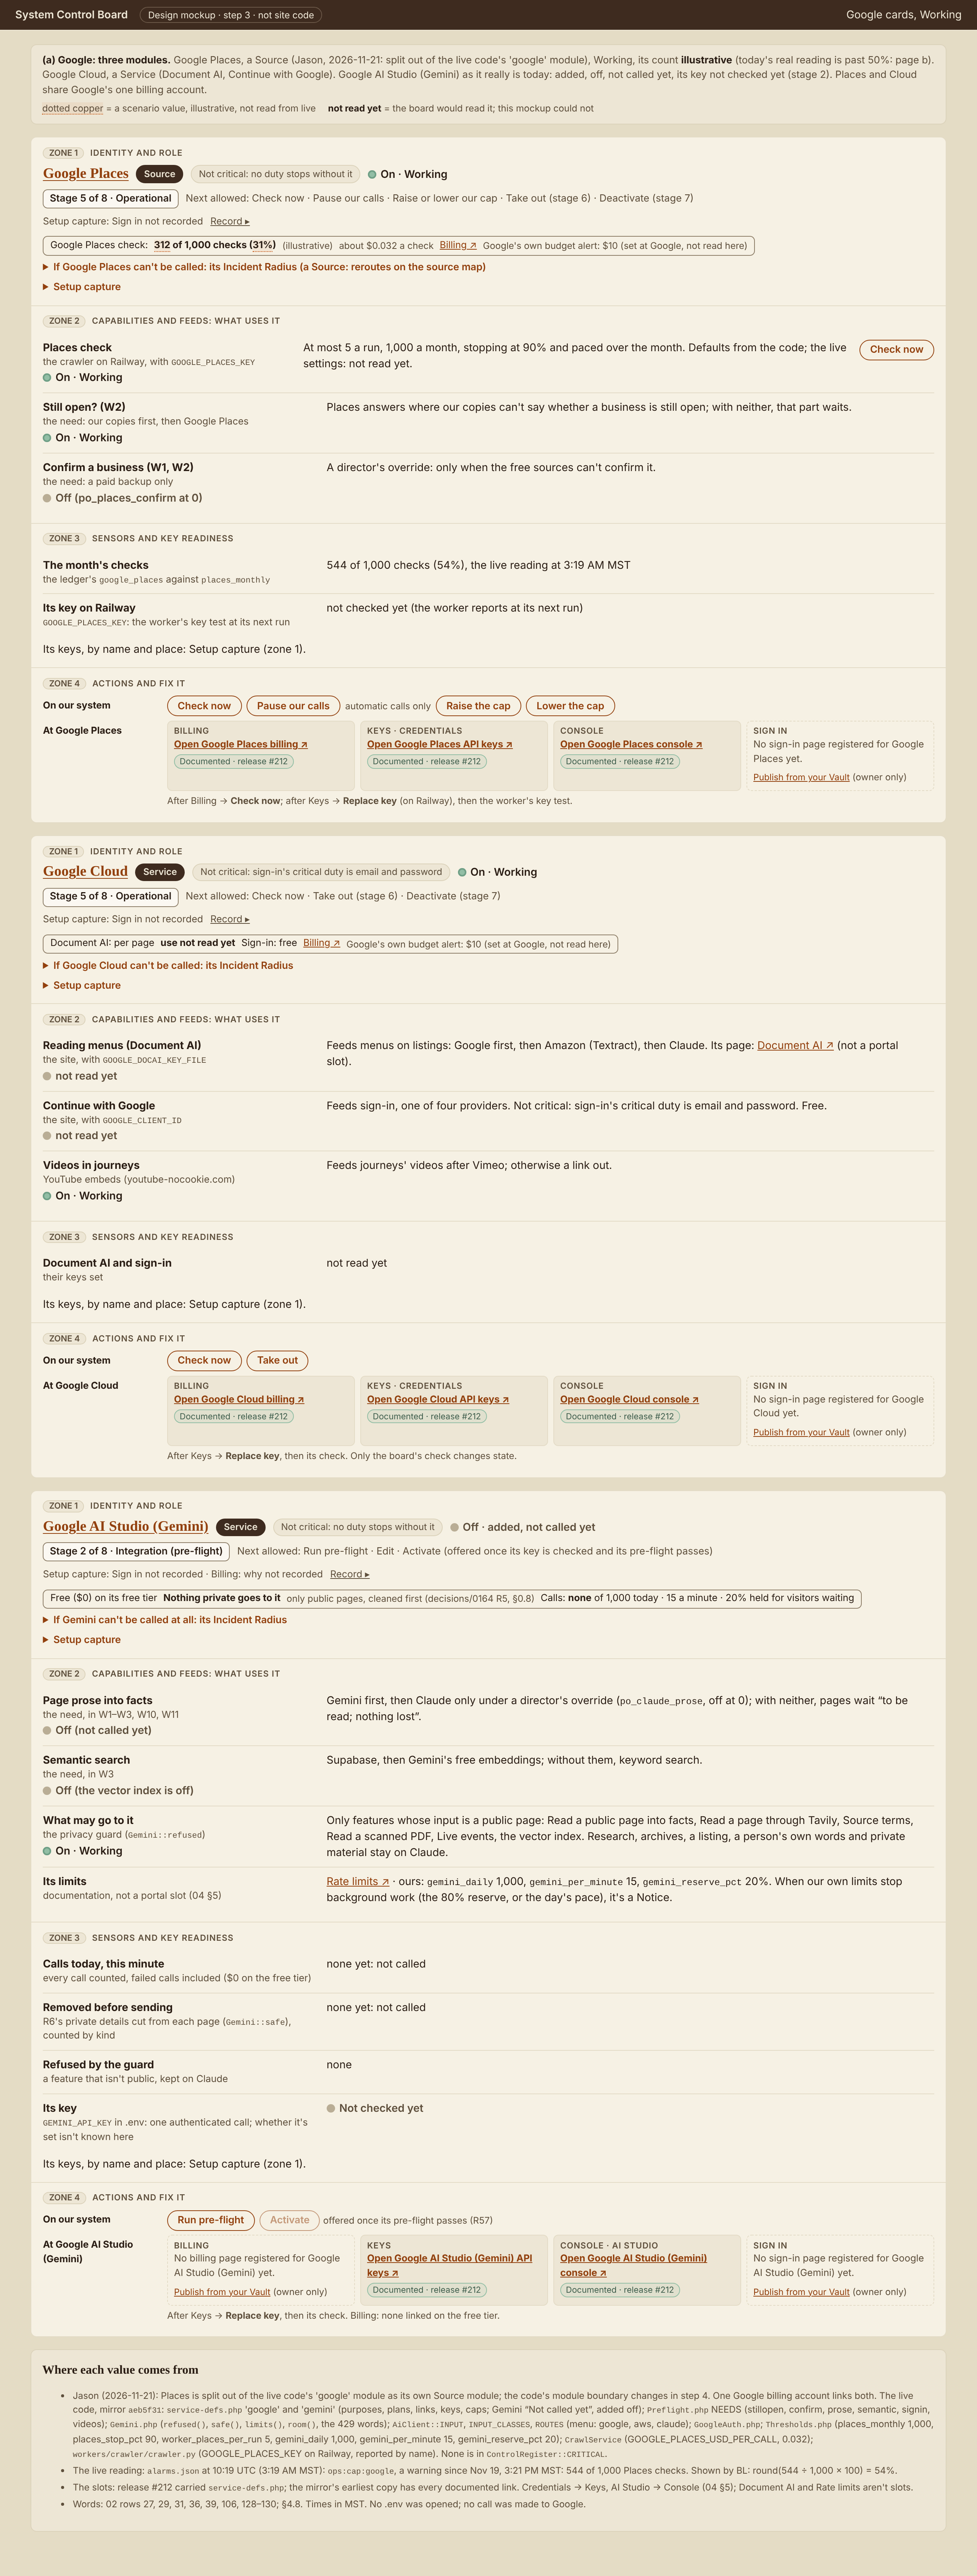 System Control Board
Design mockup · step 3 · not site code
Google cards, Working
(a) Google: three modules. Google Places, a Source (Jason, 2026-11-21: split out of the live code's 'google' module), Working, its count illustrative (today's real reading is past 50%: page b).
Google Cloud, a Service (Document AI, Continue with Google). Google AI Studio (Gemini) as it really is today: added, off, not called yet, its key not checked yet (stage 2). Places and Cloud
share Google's one billing account.
dotted copper = a scenario value, illustrative, not read from live not read yet = the board would read it; this mockup could not
ZONE 1 IDENTITY AND ROLE
Google Places Source Not critical: no duty stops without it On · Working
Stage 5 of 8 · Operational Next allowed: Check now · Pause our calls · Raise or lower our cap · Take out (stage 6) · Deactivate (stage 7)
Setup capture: Sign in not recorded Record ▸
Google Places check: 312 of 1,000 checks (31%) (illustrative) about $0.032 a check Billing ↗ Google's own budget alert: $10 (set at Google, not read here)
▶ If Google Places can't be called: its Incident Radius (a Source: reroutes on the source map)
▶ Setup capture
ZONE 2 CAPABILITIES AND FEEDS: WHAT USES IT
Places check
the crawler on Railway, with GOOGLE_PLACES_KEY
On · Working
At most 5 a run, 1,000 a month, stopping at 90% and paced over the month. Defaults from the code; the live
settings: not read yet.
Check now
Still open? (W2)
the need: our copies first, then Google Places
On · Working
Places answers where our copies can't say whether a business is still open; with neither, that part waits.
Confirm a business (W1, W2)
the need: a paid backup only
Off (po_places_confirm at 0)
A director's override: only when the free sources can't confirm it.
ZONE 3 SENSORS AND KEY READINESS
The month's checks
the ledger's google_places against places_monthly
544 of 1,000 checks (54%), the live reading at 3:19 AM MST
Its key on Railway
GOOGLE_PLACES_KEY: the worker's key test at its next run
not checked yet (the worker reports at its next run)
Its keys, by name and place: Setup capture (zone 1).
ZONE 4 ACTIONS AND FIX IT
On our system Check now Pause our calls automatic calls only Raise the cap Lower the cap
At Google Places
BILLING
Open Google Places billing ↗
Documented · release #212
KEYS · CREDENTIALS
Open Google Places API keys ↗
Documented · release #212
CONSOLE
Open Google Places console ↗
Documented · release #212
SIGN IN
No sign-in page registered for Google
Places yet.
Publish from your Vault (owner only)
After Billing → Check now; after Keys → Replace key (on Railway), then the worker's key test.
ZONE 1 IDENTITY AND ROLE
Google Cloud Service Not critical: sign-in's critical duty is email and password On · Working
Stage 5 of 8 · Operational Next allowed: Check now · Take out (stage 6) · Deactivate (stage 7)
Setup capture: Sign in not recorded Record ▸
Document AI: per page use not read yet Sign-in: free Billing ↗ Google's own budget alert: $10 (set at Google, not read here)
▶ If Google Cloud can't be called: its Incident Radius
▶ Setup capture
ZONE 2 CAPABILITIES AND FEEDS: WHAT USES IT
Reading menus (Document AI)
the site, with GOOGLE_DOCAI_KEY_FILE
not read yet
Feeds menus on listings: Google first, then Amazon (Textract), then Claude. Its page: Document AI ↗ (not a portal
slot).
Continue with Google
the site, with GOOGLE_CLIENT_ID
not read yet
Feeds sign-in, one of four providers. Not critical: sign-in's critical duty is email and password. Free.
Videos in journeys
YouTube embeds (youtube-nocookie.com)
On · Working
Feeds journeys' videos after Vimeo; otherwise a link out.
ZONE 3 SENSORS AND KEY READINESS
Document AI and sign-in
their keys set
not read yet
Its keys, by name and place: Setup capture (zone 1).
ZONE 4 ACTIONS AND FIX IT
On our system Check now Take out
At Google Cloud
BILLING
Open Google Cloud billing ↗
Documented · release #212
KEYS · CREDENTIALS
Open Google Cloud API keys ↗
Documented · release #212
CONSOLE
Open Google Cloud console ↗
Documented · release #212
SIGN IN
No sign-in page registered for Google
Cloud yet.
Publish from your Vault (owner only)
After Keys → Replace key, then its check. Only the board's check changes state.
ZONE 1 IDENTITY AND ROLE
Google AI Studio (Gemini) Service Not critical: no duty stops without it Off · added, not called yet
Stage 2 of 8 · Integration (pre-flight) Next allowed: Run pre-flight · Edit · Activate (offered once its key is checked and its pre-flight passes)
Setup capture: Sign in not recorded · Billing: why not recorded Record ▸
Free ($0) on its free tier Nothing private goes to it only public pages, cleaned first (decisions/0164 R5, §0.8) Calls: none of 1,000 today · 15 a minute · 20% held for visitors waiting
▶ If Gemini can't be called at all: its Incident Radius
▶ Setup capture
ZONE 2 CAPABILITIES AND FEEDS: WHAT USES IT
Page prose into facts
the need, in W1–W3, W10, W11
Off (not called yet)
Gemini first, then Claude only under a director's override (po_claude_prose, off at 0); with neither, pages wait “to be
read; nothing lost”.
Semantic search
the need, in W3
Off (the vector index is off)
Supabase, then Gemini's free embeddings; without them, keyword search.
What may go to it
the privacy guard (Gemini::refused)
On · Working
Only features whose input is a public page: Read a public page into facts, Read a page through Tavily, Source terms,
Read a scanned PDF, Live events, the vector index. Research, archives, a listing, a person's own words and private
material stay on Claude.
Its limits
documentation, not a portal slot (04 §5)
Rate limits ↗ · ours: gemini_daily 1,000, gemini_per_minute 15, gemini_reserve_pct 20%. When our own limits stop
background work (the 80% reserve, or the day's pace), it's a Notice.
ZONE 3 SENSORS AND KEY READINESS
Calls today, this minute
every call counted, failed calls included ($0 on the free tier)
none yet: not called
Removed before sending
R6's private details cut from each page (Gemini::safe),
counted by kind
none yet: not called
Refused by the guard
a feature that isn't public, kept on Claude
none
Its key
GEMINI_API_KEY in .env: one authenticated call; whether it's
set isn't known here
Not checked yet
Its keys, by name and place: Setup capture (zone 1).
ZONE 4 ACTIONS AND FIX IT
On our system Run pre-flight Activate offered once its pre-flight passes (R57)
At Google AI Studio
(Gemini)
BILLING
No billing page registered for Google
AI Studio (Gemini) yet.
Publish from your Vault (owner only)
KEYS
Open Google AI Studio (Gemini) API
keys ↗
Documented · release #212
CONSOLE · AI STUDIO
Open Google AI Studio (Gemini)
console ↗
Documented · release #212
SIGN IN
No sign-in page registered for Google
AI Studio (Gemini) yet.
Publish from your Vault (owner only)
After Keys → Replace key, then its check. Billing: none linked on the free tier.
Where each value comes from
• Jason (2026-11-21): Places is split out of the live code's 'google' module as its own Source module; the code's module boundary changes in step 4. One Google billing account links both. The live
code, mirror aeb5f31: service-defs.php 'google' and 'gemini' (purposes, plans, links, keys, caps; Gemini “Not called yet”, added off); Preflight.php NEEDS (stillopen, confirm, prose, semantic, signin,
videos); Gemini.php (refused(), safe(), limits(), room(), the 429 words); AiClient::INPUT, INPUT_CLASSES, ROUTES (menu: google, aws, claude); GoogleAuth.php; Thresholds.php (places_monthly 1,000,
places_stop_pct 90, worker_places_per_run 5, gemini_daily 1,000, gemini_per_minute 15, gemini_reserve_pct 20); CrawlService (GOOGLE_PLACES_USD_PER_CALL, 0.032);
workers/crawler/crawler.py (GOOGLE_PLACES_KEY on Railway, reported by name). None is in ControlRegister::CRITICAL.
• The live reading: alarms.json at 10:19 UTC (3:19 AM MST): ops:cap:google, a warning since Nov 19, 3:21 PM MST: 544 of 1,000 Places checks. Shown by BL: round(544 ÷ 1,000 × 100) = 54%.
• The slots: release #212 carried service-defs.php; the mirror's earliest copy has every documented link. Credentials → Keys, AI Studio → Console (04 §5); Document AI and Rate limits aren't slots.
• Words: 02 rows 27, 29, 31, 36, 39, 106, 128–130; §4.8. Times in MST. No .env was opened; no call was made to Google.